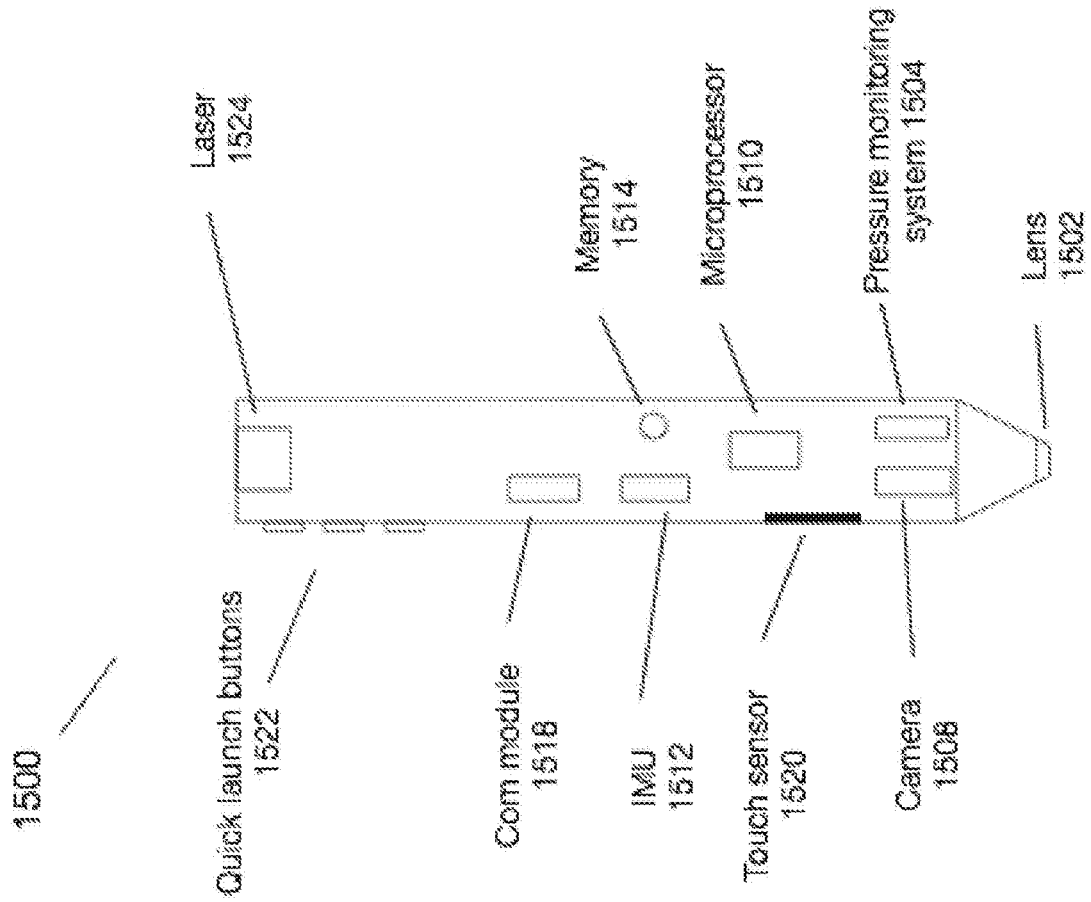 1500
Quick launch buttons
1522
Com module
1518
IMU
1512
Touch sensor
1520
Camera
1508
Laser
1524
Memory
1514
Microprocessor
1510
Pressure monitoring
system 1504
Lens
1502